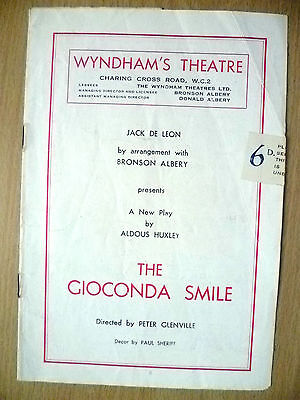 WYNDHAM'S THEATRE
CHARING CROSS ROAD, W.C.2
LESSEES THE WYNDHAM THEATRES LTD.
MANAGING DIRECTOR AND LICENSEE BRONSON ALBERY
ASSISTANT MANAGING DIRECTOR DONALD ALBERY
JACK DE LEON
by arrangement with
BRONSON ALBERY
presents
A New Play
by
ALDOUS HUXLEY
THE
GIOCONDA SMILE
Directed by PETER GLENVILLE
Decor by PAUL SHERIFF
6D.